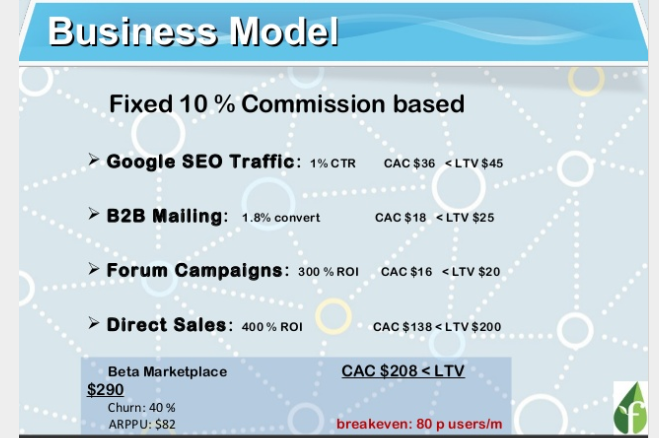 Business Model
Fixed 10 % Commission based
➢ Google SEO Traffic: 1% CTR CAC $36 < LTV $45
➢ B2B Mailing: 1.8% convert CAC $18 < LTV $25
➢ Forum Campaigns: 300 % ROI CAC $16 < LTV $20
➢ Direct Sales: 400 % ROI CAC $138 < LTV $200
Beta Marketplace CAC $208 < LTV
$290
Churn: 40 %
ARPPU: $82 breakeven: 80 p users/m
f